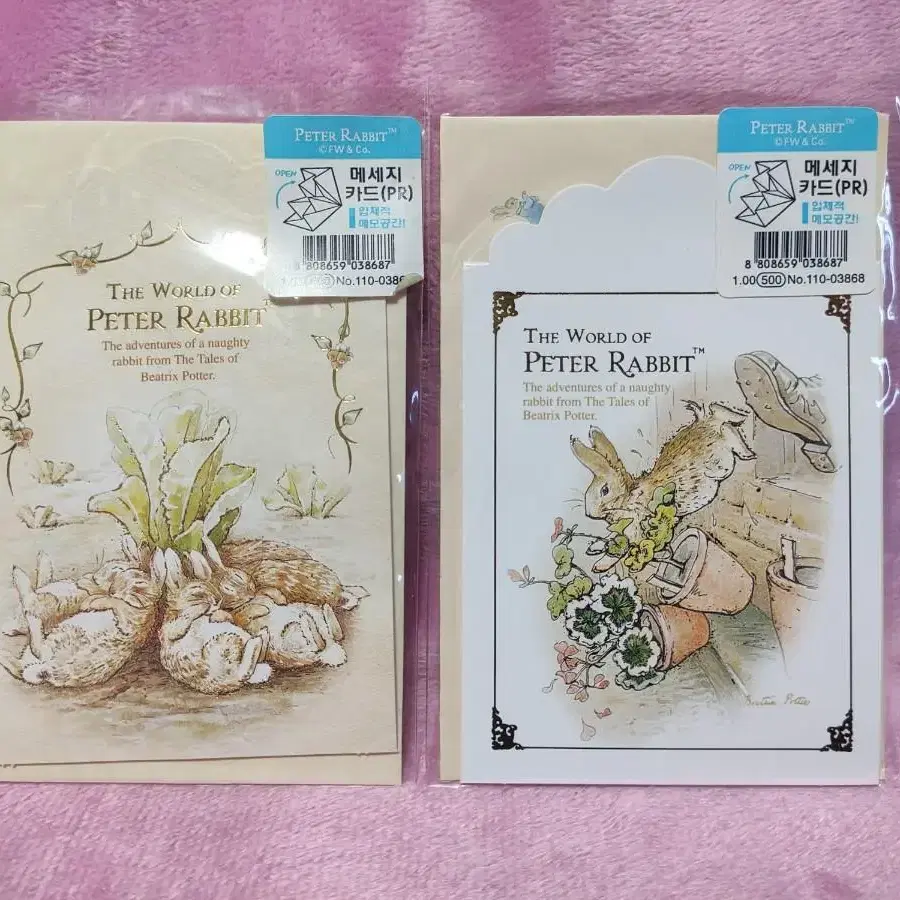 PETER RABBIT™
©FW & Co.
OPEN
메세지
카드(PR)
입체적
메모공간!
8 808659 038687
No.110-0386
THE WORLD OF
PETER RABBIT™
The adventures of a naughty
rabbit from The Tales of
Beatrix Potter.
PETER RABBIT™
©FW & Co.
OPEN
메세지
카드(PR)
입체적
메모공간!
8 808659 038687
1.00 500 No.110-03868
THE WORLD OF
PETER RABBIT™
The adventures of a naughty
rabbit from The Tales of
Beatrix Potter.
Beatrix Potter